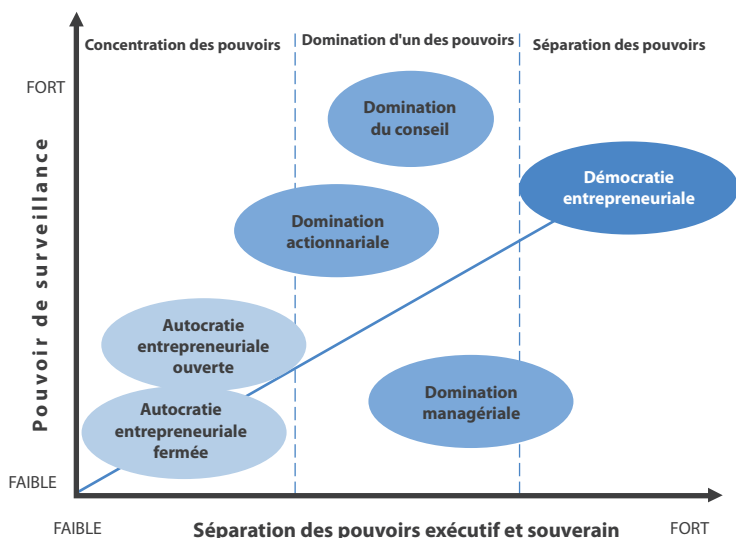 Concentration des pouvoirs
Domination d'un des pouvoirs
Séparation des pouvoirs
FORT
Pouvoir de surveillance
FAIBLE
Domination
du conseil
Démocratie
entrepreneuriale
Domination
actionnariale
Autocratie
entrepreneuriale
ouverte
Autocratie
entrepreneuriale
fermée
Domination
managériale
FAIBLE
Séparation des pouvoirs exécutif et souverain
FORT